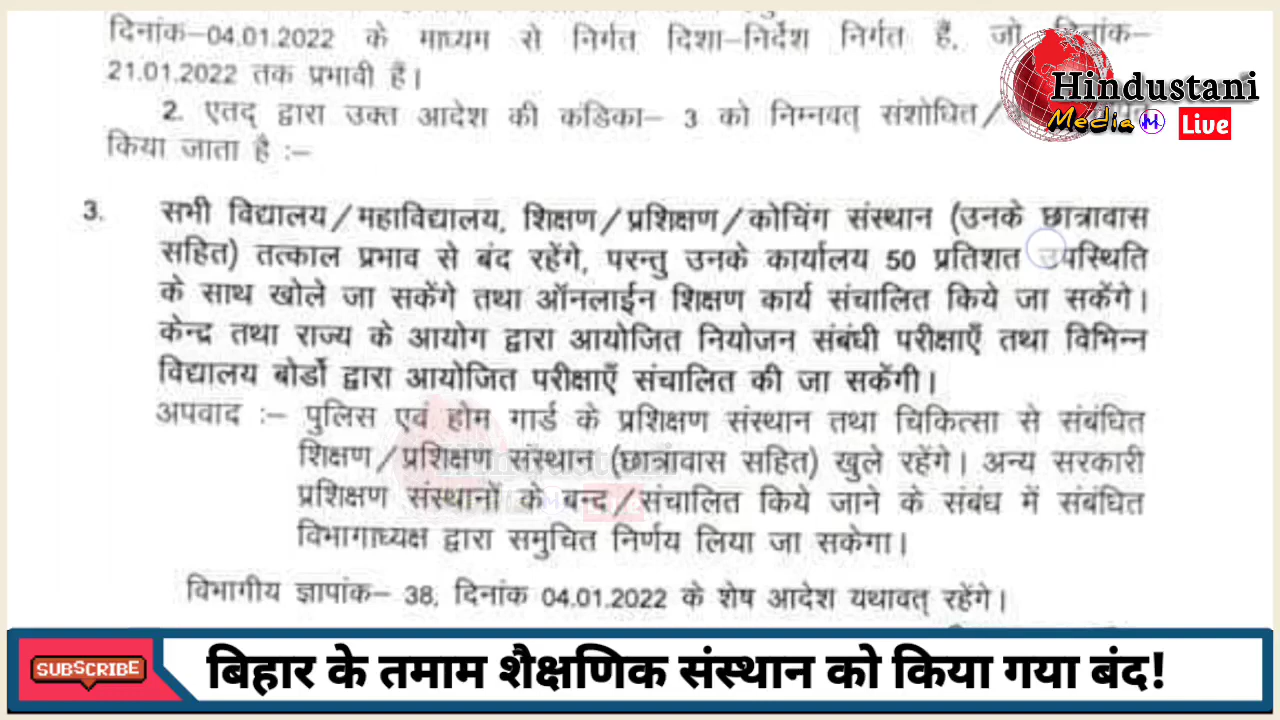 दिनांक–04.01.2022 के माध्यम से निर्गत दिशा–निर्देश निर्गत हैं, जो दिनांक–
21.01.2022 तक प्रभावी है।
2. एतद् द्वारा उक्त आदेश की कंडिका– 3 को निम्नवत् संशोधित/
किया जाता है :–
3. सभी विद्यालय/महाविद्यालय, शिक्षण/प्रशिक्षण/कोचिंग संस्थान (उनके छात्रावास
सहित) तत्काल प्रभाव से बंद रहेंगे, परन्तु उनके कार्यालय 50 प्रतिशत उपस्थिति
के साथ खोले जा सकेंगे तथा ऑनलाईन शिक्षण कार्य संचालित किये जा सकेंगे।
केन्द्र तथा राज्य के आयोग द्वारा आयोजित नियोजन संबंधी परीक्षाएँ तथा विभिन्न
विद्यालय बोर्डो द्वारा आयोजित परीक्षाएँ संचालित की जा सकेंगी।
अपवाद :– पुलिस एवं होम गार्ड के प्रशिक्षण संस्थान तथा चिकित्सा से संबंधित
शिक्षण/प्रशिक्षण संस्थान (छात्रावास सहित) खुले रहेंगे। अन्य सरकारी
प्रशिक्षण संस्थानों के बन्द/संचालित किये जाने के संबंध में संबंधित
विभागाध्यक्ष द्वारा समुचित निर्णय लिया जा सकेगा।
विभागीय ज्ञापांक– 38, दिनांक 04.01.2022 के शेष आदेश यथावत् रहेंगे।
Hindustani
Media M Live
Hindustani
SUBSCRIBE
बिहार के तमाम शैक्षणिक संस्थान को किया गया बंद!